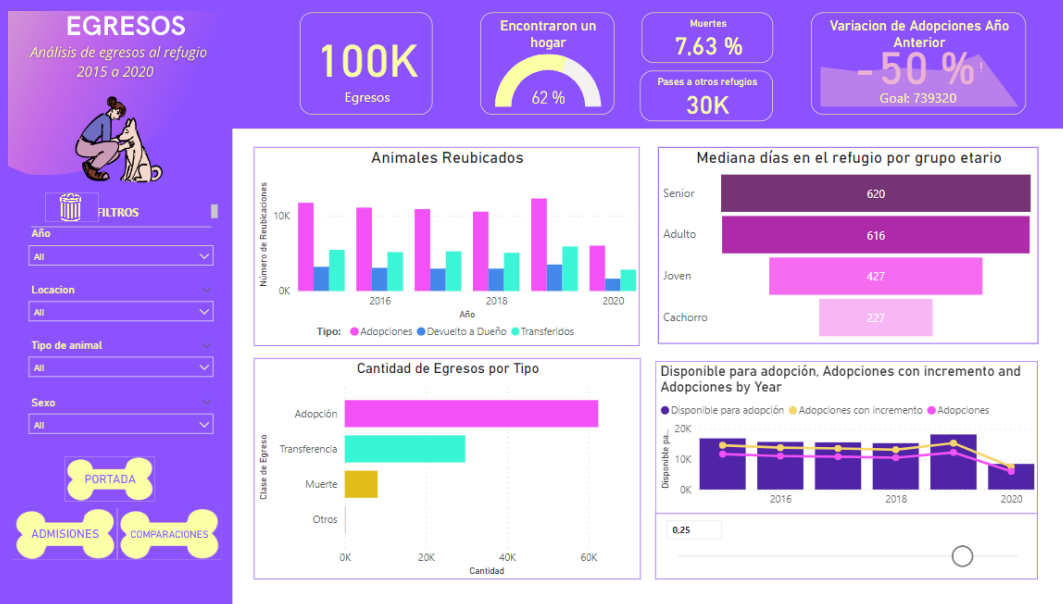 EGRESOS
Análisis de egresos al refugio
2015 a 2020
FILTROS
Año
All
Locacion
All
Tipo de animal
All
Sexo
All
PORTADA
ADMISIONES
COMPARACIONES
100K
Egresos
Encontraron un
hogar
62 %
Muertes
7,63 %
Pases a otros refugios
30K
Variacion de Adopciones Año
Anterior
-50 %!
Goal: 739320
Animales Reubicados
Número de Reubicaciones
10K
0K
2016
2018
2020
Año
Tipo:
Adopciones
Devuelto a Dueño
Transferidos
Mediana días en el refugio por grupo etario
Senior
620
Adulto
616
Joven
427
Cachorro
227
Cantidad de Egresos por Tipo
Clase de Egreso
Adopción
Transferencia
Muerte
Otros
0K
20K
40K
60K
Cantidad
Disponible para adopción, Adopciones con incremento and
Adopciones by Year
Disponible para adopción
Adopciones con incremento
Adopciones
Disponible pa...
20K
10K
0K
2016
2018
2020
0,25